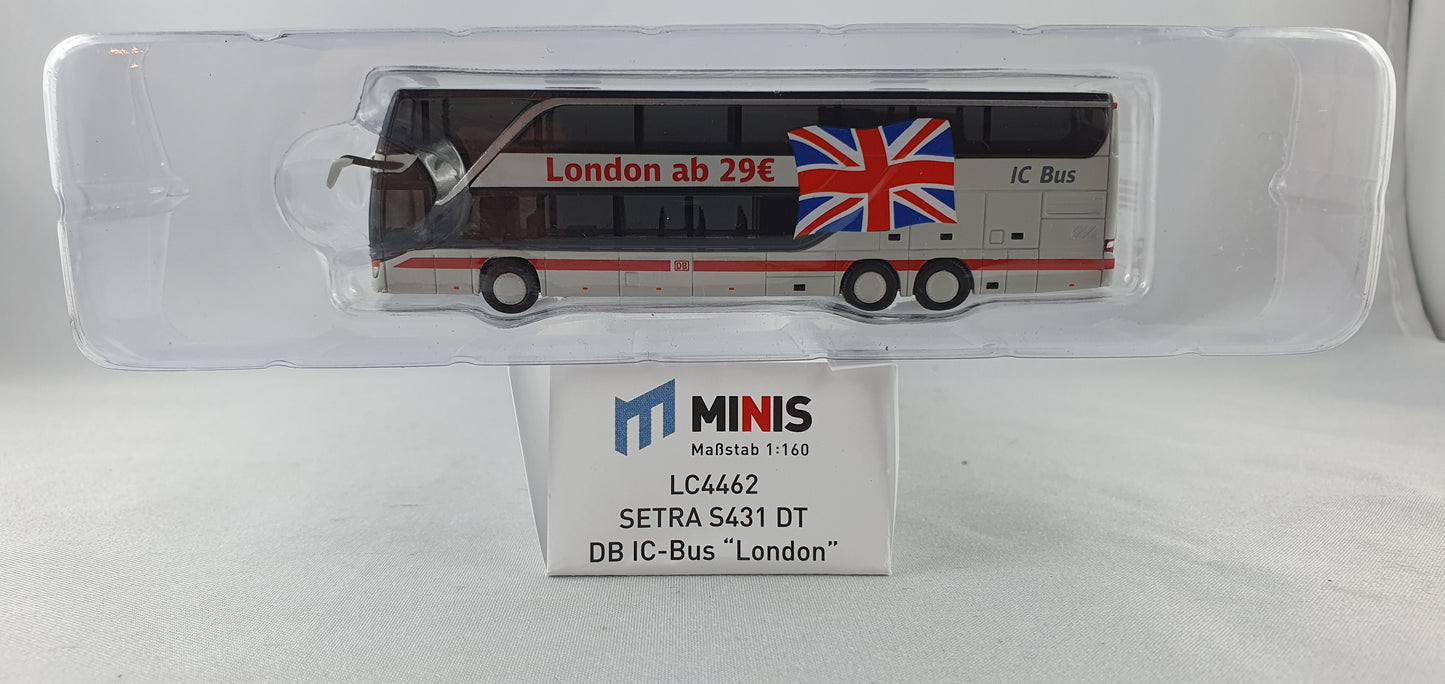 London ab 29€
IC Bus
DB
MINIS
Maßstab 1:160
LC4462
SETRA S431 DT
DB IC-Bus “London”